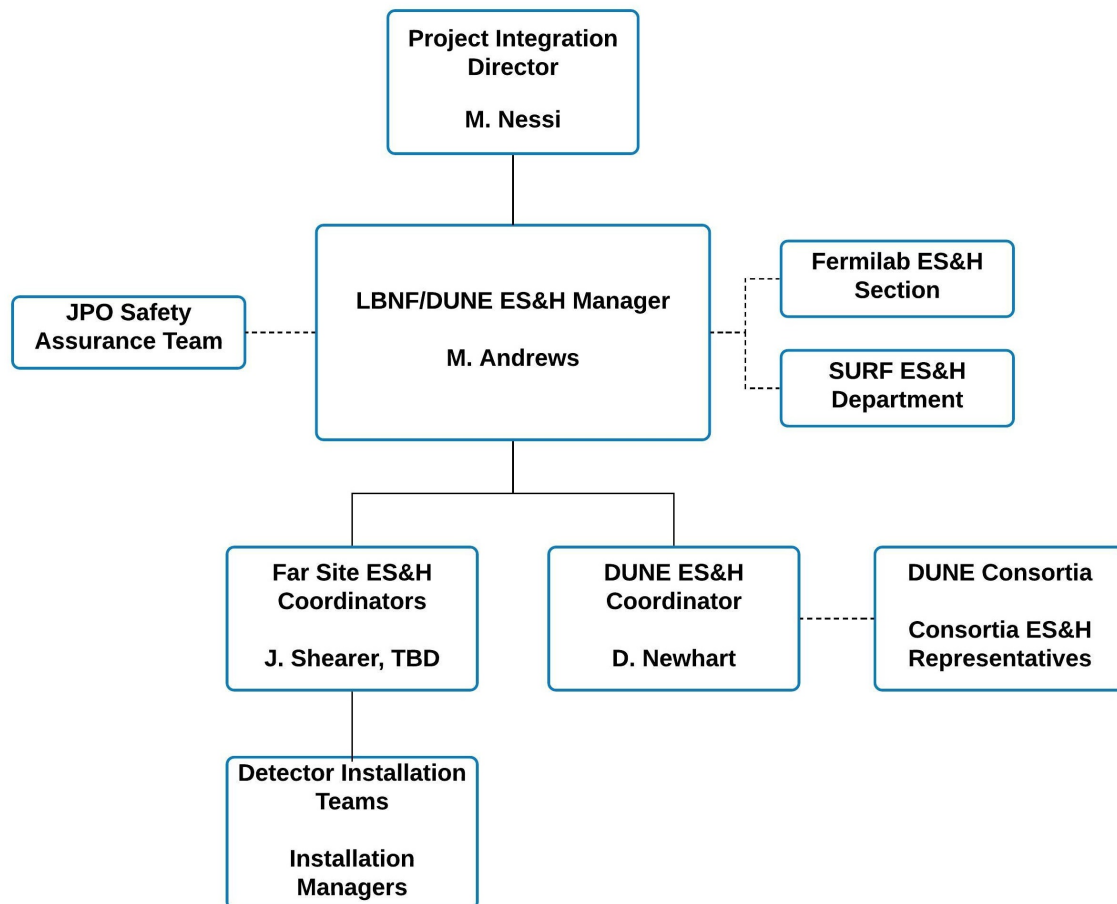 Project Integration
Director
M. Nessi
LBNF/DUNE ES&H Manager
M. Andrews
JPO Safety
Assurance Team
Fermilab ES&H
Section
SURF ES&H
Department
Far Site ES&H
Coordinators
J. Shearer, TBD
DUNE ES&H
Coordinator
D. Newhart
DUNE Consortia
Consortia ES&H
Representatives
Detector Installation
Teams
Installation
Managers